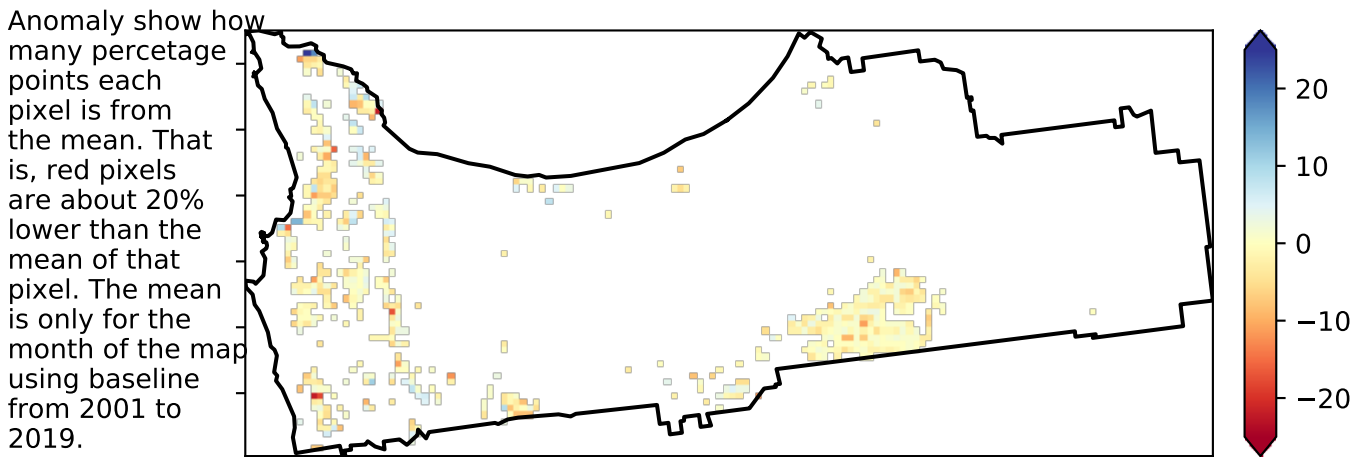 Anomaly show how
many percetage
points each
pixel is from
the mean. That
is, red pixels
are about 20%
lower than the
mean of that
pixel. The mean
is only for the
month of the map
using baseline
from 2001 to
2019.
20
10
0
−10
−20